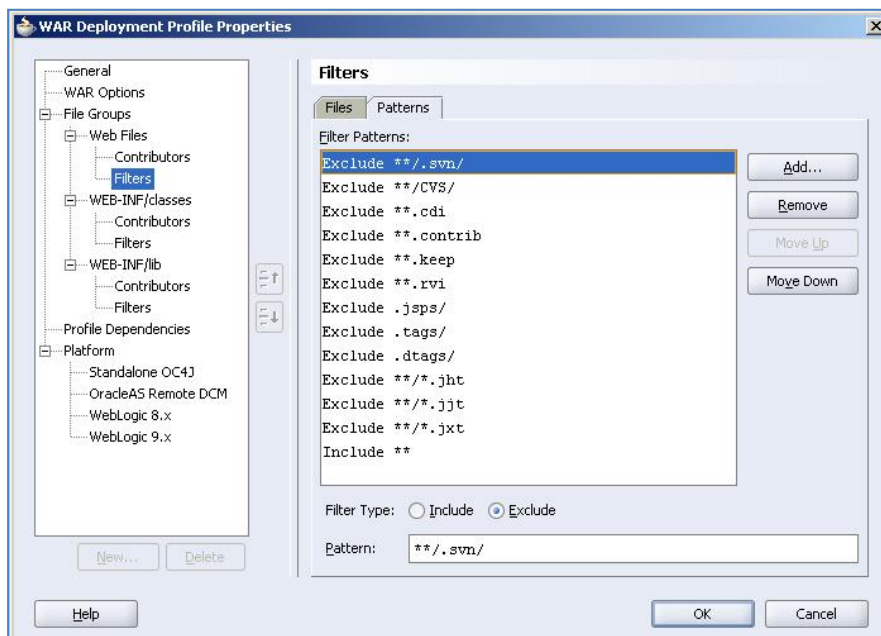 WAR Deployment Profile Properties
General
WAR Options
File Groups
Web Files
Contributors
Filters
WEB-INF/classes
Contributors
Filters
WEB-INF/lib
Contributors
Filters
Profile Dependencies
Platform
Standalone OC4J
OracleAS Remote DCM
WebLogic 8.x
WebLogic 9.x
New...
Delete
Filters
Files
Patterns
Filter Patterns:
Exclude **/.svn/
Exclude **/CVS/
Exclude **.cdi
Exclude **.contrib
Exclude **.keep
Exclude **.rvi
Exclude .jsps/
Exclude .tags/
Exclude .dtags/
Exclude **/*.jht
Exclude **/*.jjt
Exclude **/*.jxt
Include **
Add...
Remove
Move Up
Move Down
Filter Type: Include Exclude
Pattern: **/.svn/
Help
OK
Cancel